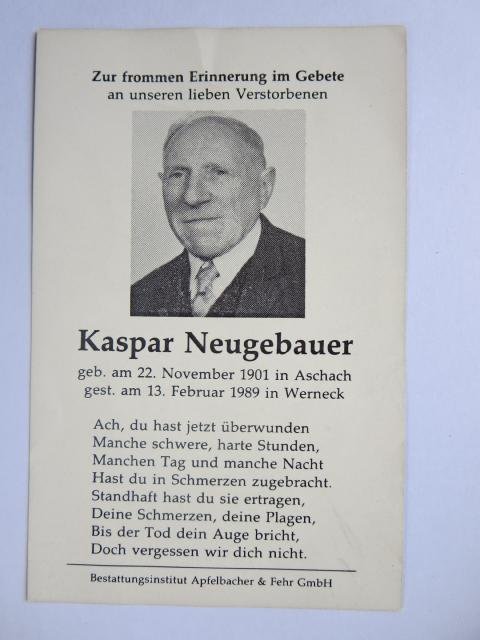 Zur frommen Erinnerung im Gebete
an unseren lieben Verstorbenen
Kaspar Neugebauer
geb. am 22. November 1901 in Aschach
gest. am 13. Februar 1989 in Werneck
Ach, du hast jetzt überwunden
Manche schwere, harte Stunden,
Manchen Tag und manche Nacht
Hast du in Schmerzen zugebracht.
Standhaft hast du sie ertragen,
Deine Schmerzen, deine Plagen,
Bis der Tod dein Auge bricht,
Doch vergessen wir dich nicht.
Bestattungsinstitut Apfelbacher & Fehr GmbH